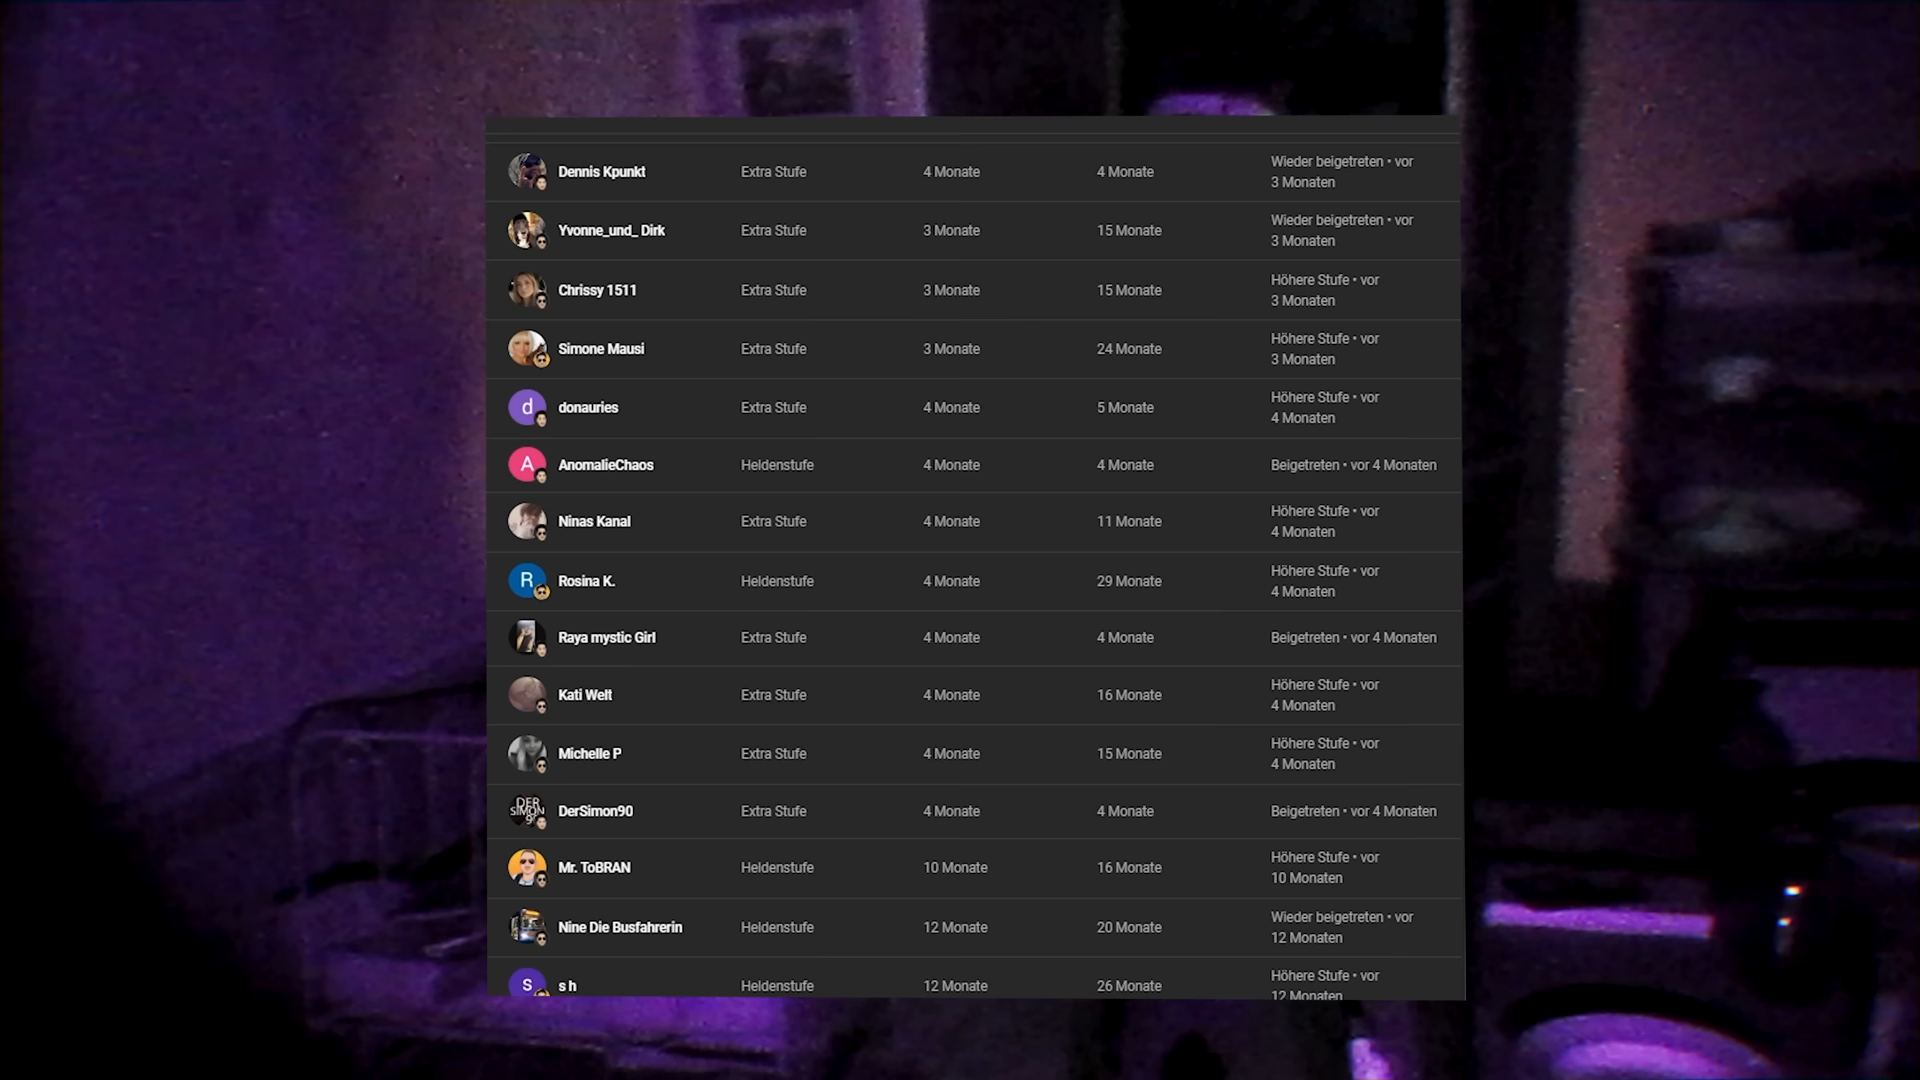 Dennis Kpunkt Extra Stufe 4 Monate 4 Monate Wieder beigetreten • vor
3 Monaten
Yvonne_und_ Dirk Extra Stufe 3 Monate 15 Monate Wieder beigetreten • vor
3 Monaten
Chrissy 1511 Extra Stufe 3 Monate 15 Monate Höhere Stufe • vor
3 Monaten
Simone Mausi Extra Stufe 3 Monate 24 Monate Höhere Stufe • vor
3 Monaten
d donauries Extra Stufe 4 Monate 5 Monate Höhere Stufe • vor
4 Monaten
A AnomalieChaos Heldenstufe 4 Monate 4 Monate Beigetreten • vor 4 Monaten
Ninas Kanal Extra Stufe 4 Monate 11 Monate Höhere Stufe • vor
4 Monaten
R Rosina K. Heldenstufe 4 Monate 29 Monate Höhere Stufe • vor
4 Monaten
Raya mystic Girl Extra Stufe 4 Monate 4 Monate Beigetreten • vor 4 Monaten
Kati Welt Extra Stufe 4 Monate 16 Monate Höhere Stufe • vor
4 Monaten
Michelle P Extra Stufe 4 Monate 15 Monate Höhere Stufe • vor
4 Monaten
DER
SIMON
90
DerSimon90 Extra Stufe 4 Monate 4 Monate Beigetreten • vor 4 Monaten
Mr. ToBRAN Heldenstufe 10 Monate 16 Monate Höhere Stufe • vor
10 Monaten
Nine Die Busfahrerin Heldenstufe 12 Monate 20 Monate Wieder beigetreten • vor
12 Monaten
S s h Heldenstufe 12 Monate 26 Monate Höhere Stufe • vor
12 Monaten